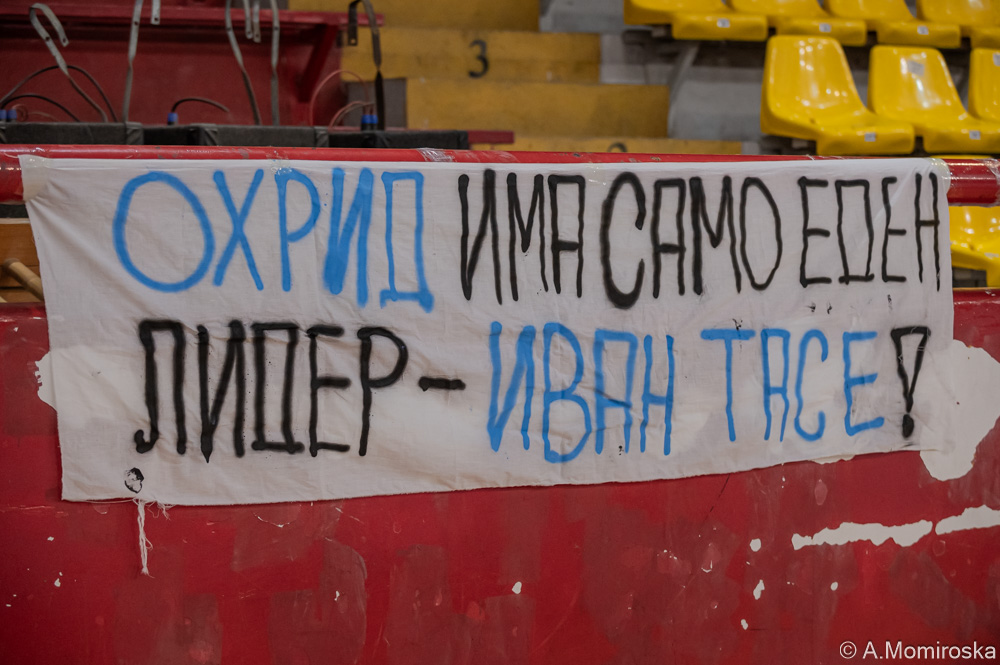 3
ОХРИД ИМА САМО ЕДЕН
ЛИДЕР - ИВАН ТАСЕ!
© A.Momiroska